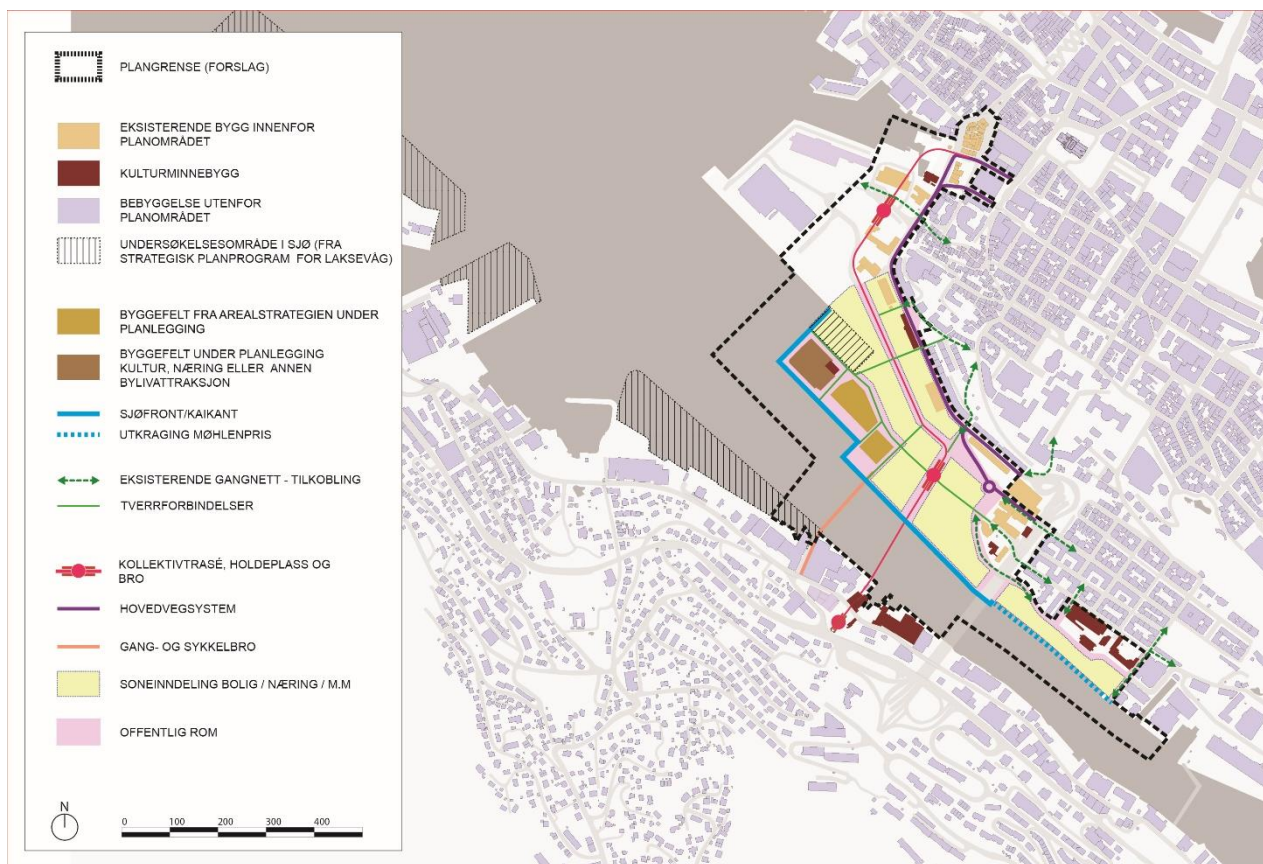 PLANGRENSE (FORSLAG)
EKSISTERENDE BYGG INNENFOR
PLANOMRÅDET
KULTURMINNEBYGG
BEBYGGELSE UTENFOR
PLANOMRÅDET
UNDERSØKELSESOMRÅDE I SJØ (FRA
STRATEGISK PLANPROGRAM FOR LAKSEVÅG)
BYGGEFELT FRA AREALSTRATEGIEN UNDER
PLANLEGGING
BYGGEFELT UNDER PLANLEGGING
KULTUR, NÆRING ELLER ANNEN
BYLIVATTRAKSJON
SJØFRONT/KAIKANT
UTKRAGING MØHLENPRIS
EKSISTERENDE GANGNETT - TILKOBLING
TVERRFORBINDELSER
KOLLEKTIVTRASÉ, HOLDEPLASS OG
BRO
HOVEDVEGSYSTEM
GANG- OG SYKKELBRO
SONEINNDELING BOLIG / NÆRING / M.M
OFFENTLIG ROM
N
0 100 200 300 400